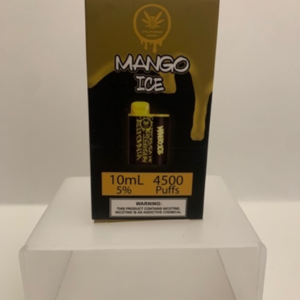 MANGO
ICE
10mL 4500
5% Puffs
WARNING:
THIS PRODUCT CONTAINS NICOTINE.
NICOTINE IS AN ADDICTIVE CHEMICAL.